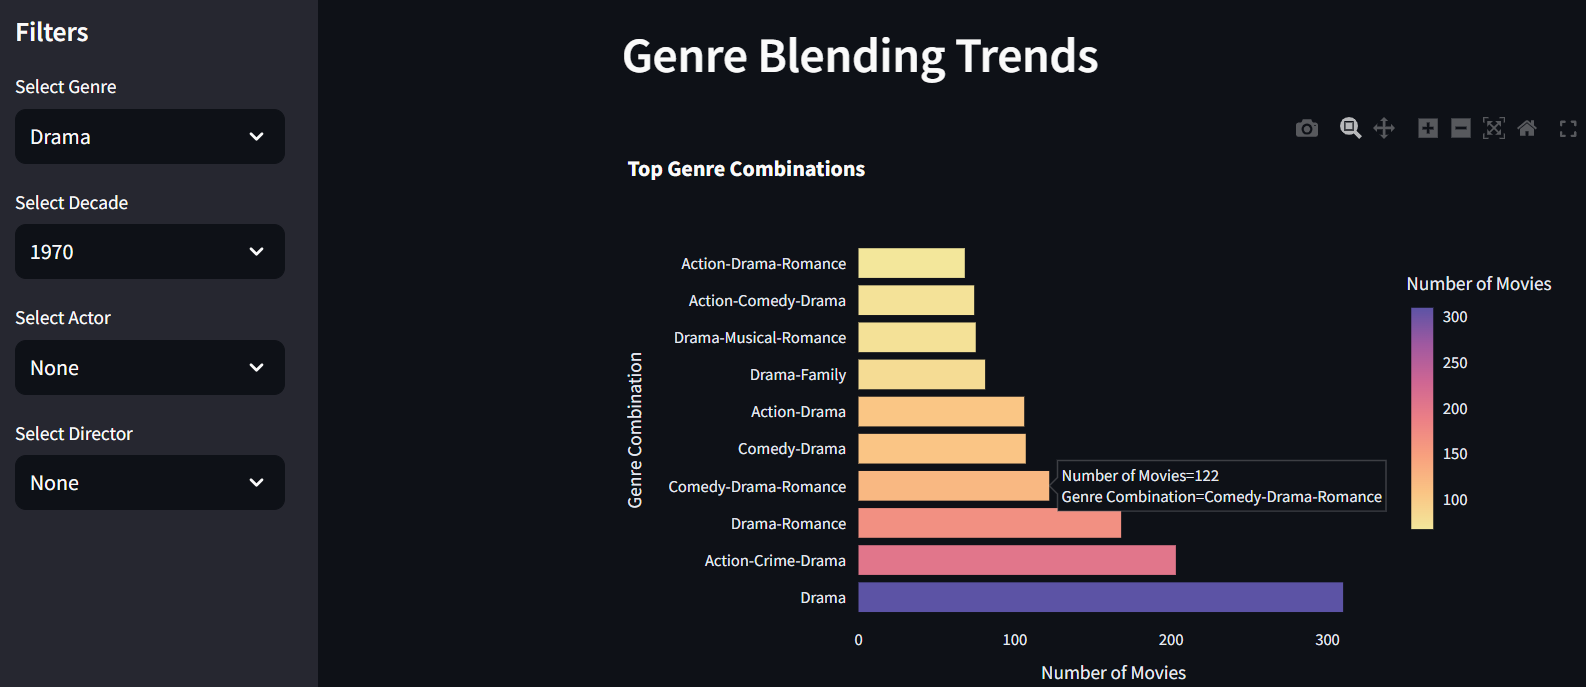 Filters
Select Genre
Drama
Select Decade
1970
Select Actor
None
Select Director
None
Genre Blending Trends
Top Genre Combinations
Genre Combination
Action-Drama-Romance
Action-Comedy-Drama
Drama-Musical-Romance
Drama-Family
Action-Drama
Comedy-Drama
Comedy-Drama-Romance
Drama-Romance
Action-Crime-Drama
Drama
Number of Movies=122
Genre Combination=Comedy-Drama-Romance
0 100 200 300
Number of Movies
Number of Movies
300
250
200
150
100